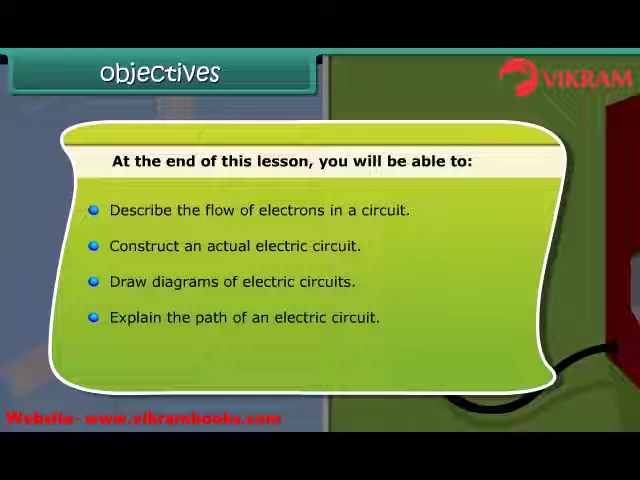 objectives
VIKRAM
At the end of this lesson, you will be able to:
Describe the flow of electrons in a circuit.
Construct an actual electric circuit.
Draw diagrams of electric circuits.
Explain the path of an electric circuit.
Website- www.vikrambooks.com